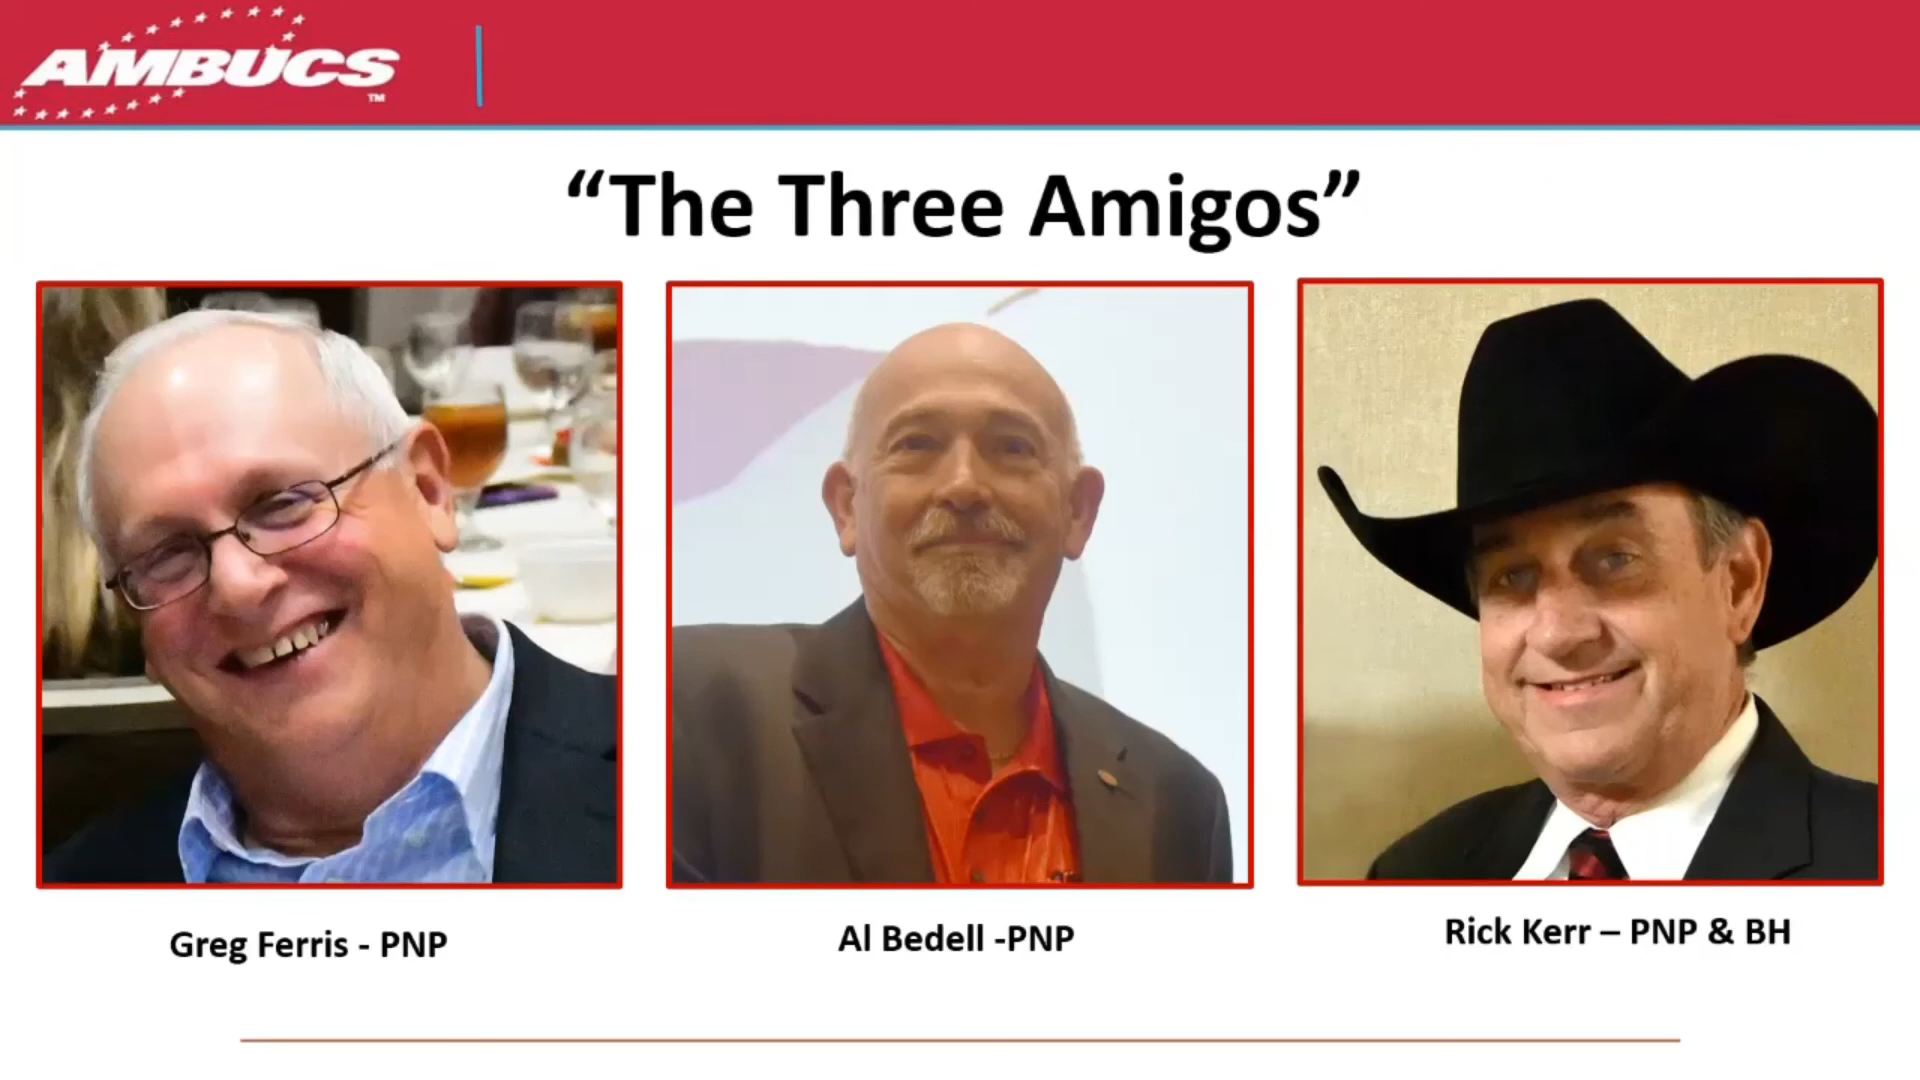 AMBUCS
TM
“The Three Amigos”
Greg Ferris - PNP
Al Bedell -PNP
Rick Kerr – PNP & BH